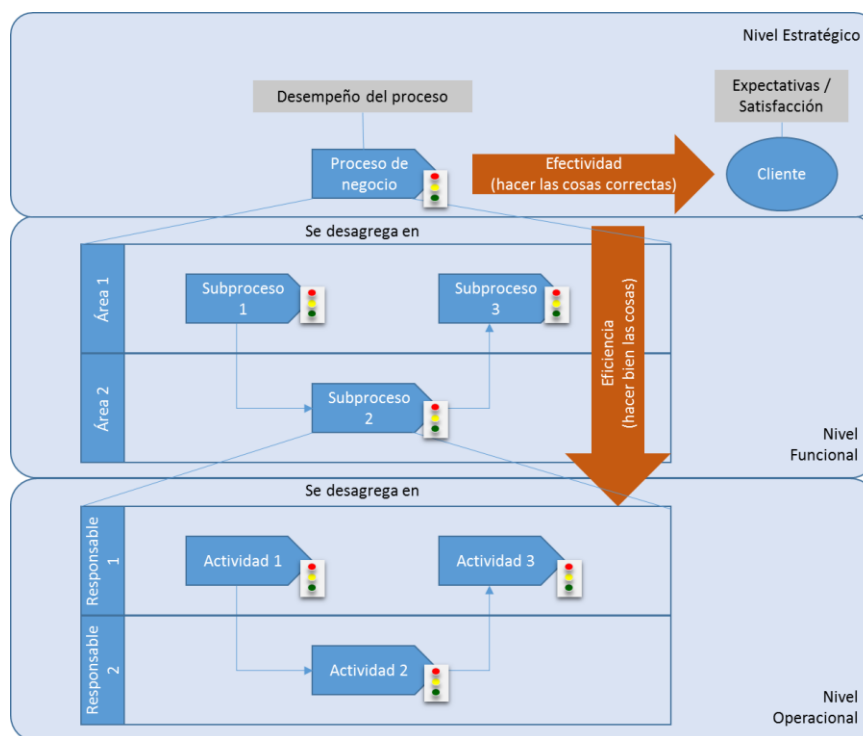 Nivel Estratégico
Desempeño del proceso
Expectativas /
Satisfacción
Proceso de
negocio
Efectividad
(hacer las cosas correctas)
Cliente
Se desagrega en
Área 1
Subproceso
1
Subproceso
3
Eficiencia
(hacer bien las cosas)
Área 2
Subproceso
2
Nivel
Funcional
Se desagrega en
Responsable
1
Actividad 1
Actividad 3
Responsable
2
Actividad 2
Nivel
Operacional